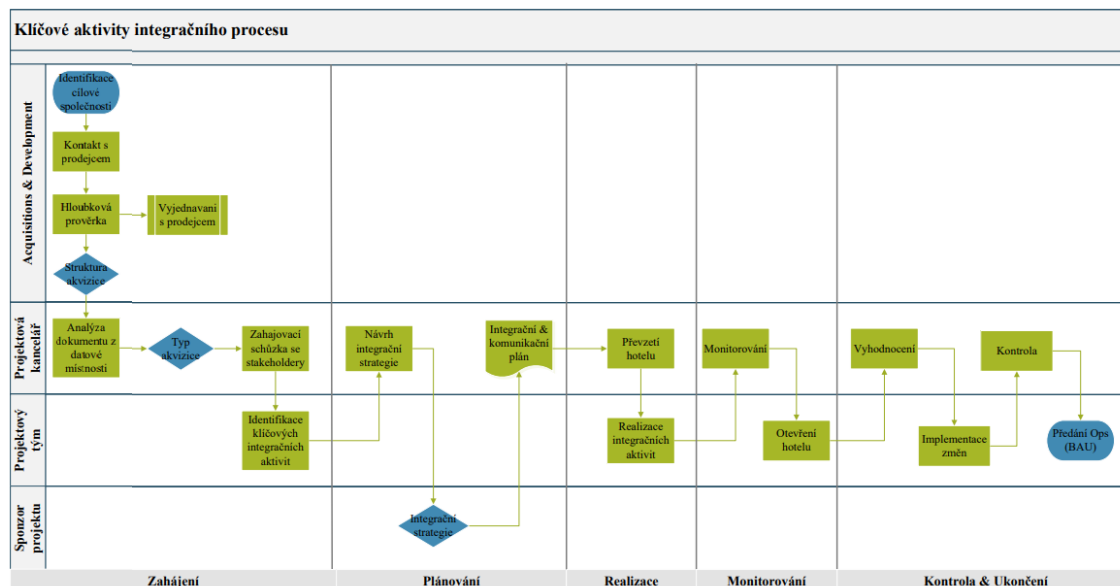 Klíčové aktivity integračního procesu
Acquisitions & Development
Identifikace
cílové
společnosti
Kontakt s
prodejcem
Hloubková
prověrka
Vyjednavani
s prodejcem
Struktura
akvizice
Projektová
kancelář
Analýza
dokumentu z
datové
místnosti
Typ
akvizice
Zahajovací
schůzka se
stakeholdery
Návrh
integrační
strategie
Integrační &
komunikační
plán
Převzetí
hotelu
Monitorování
Vyhodnocení
Kontrola
Projektový
tým
Identifikace
klíčových
integračních
aktivit
Realizace
integračních
aktivit
Otevření
hotelu
Implementace
změn
Předání Ops
(BAU)
Sponzor
projektu
Integrační
strategie
Zahájení
Plánování
Realizace
Monitorování
Kontrola & Ukončení